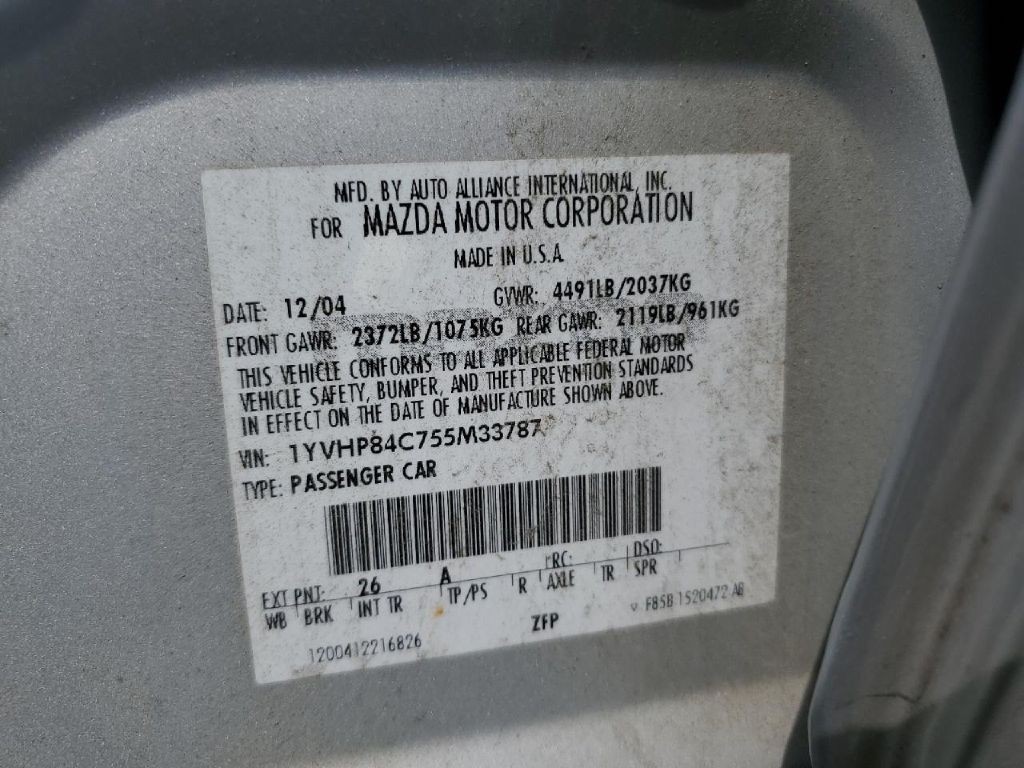 MFD. BY AUTO ALLIANCE INTERNATIONAL, INC.
FOR MAZDA MOTOR CORPORATION
MADE IN U.S.A.
DATE: 12/04 GVWR: 4491LB/2037KG
FRONT GAWR: 2372LB/1075KG REAR GAWR: 2119LB/961KG
THIS VEHICLE CONFORMS TO ALL APPLICABLE FEDERAL MOTOR
VEHICLE SAFETY, BUMPER, AND THEFT PREVENTION STANDARDS
IN EFFECT ON THE DATE OF MANUFACTURE SHOWN ABOVE.
VIN: 1YVHP84C755M33787
TYPE: PASSENGER CAR
EXT PNT: 26 A RC: DSO:
WB BRK INT TR TP/PS R AXLE TR SPR
1200412216826 ZFP F85B 1520472 AB